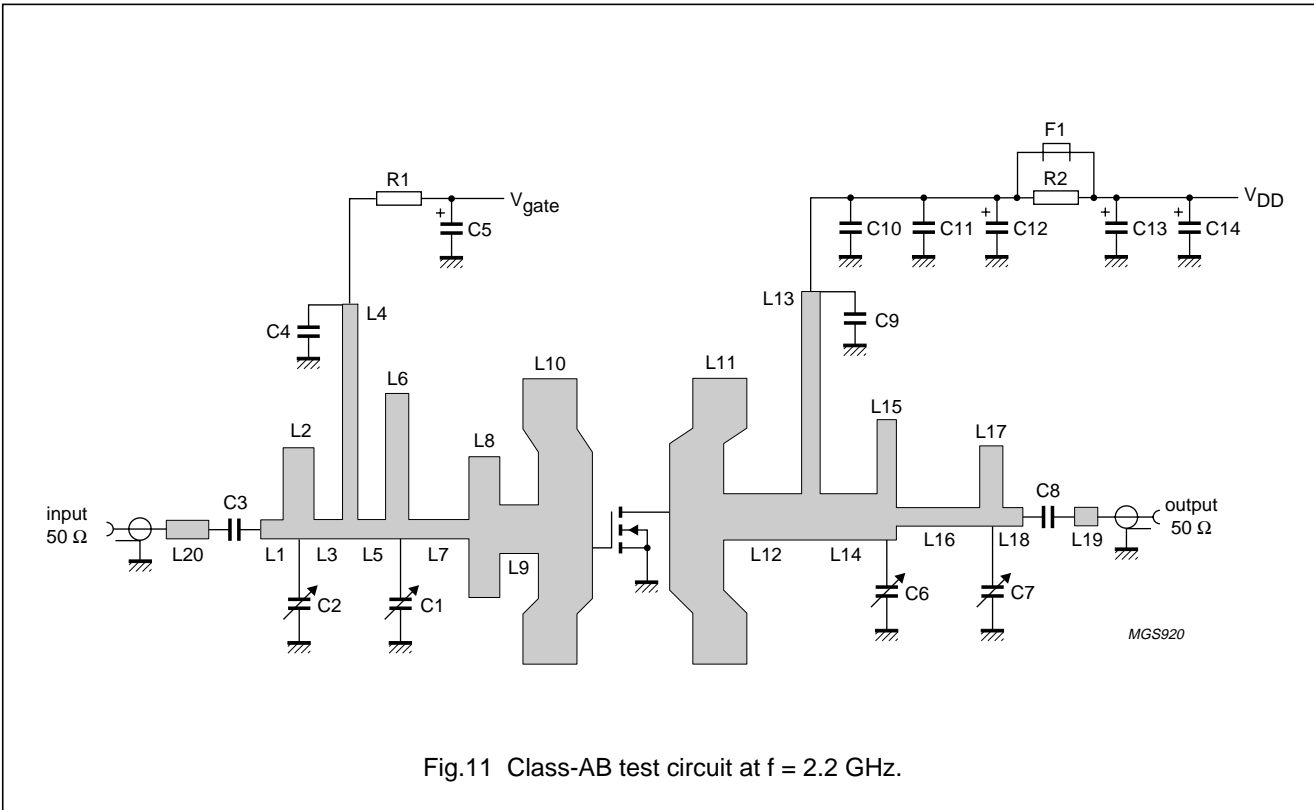 F1
R1
R2
Vgate
VDD
+
C5
C10
C11
+
C12
+
C13
+
C14
L4
L13
C4
C9
L10
L11
L6
L15
L2
L8
L17
C3
C8
input
50 Ω
output
50 Ω
L20
L1
L3
L5
L7
L9
L12
L14
L16
L18
L19
C2
C1
C6
C7
MGS920
Fig.11 Class-AB test circuit at f = 2.2 GHz.